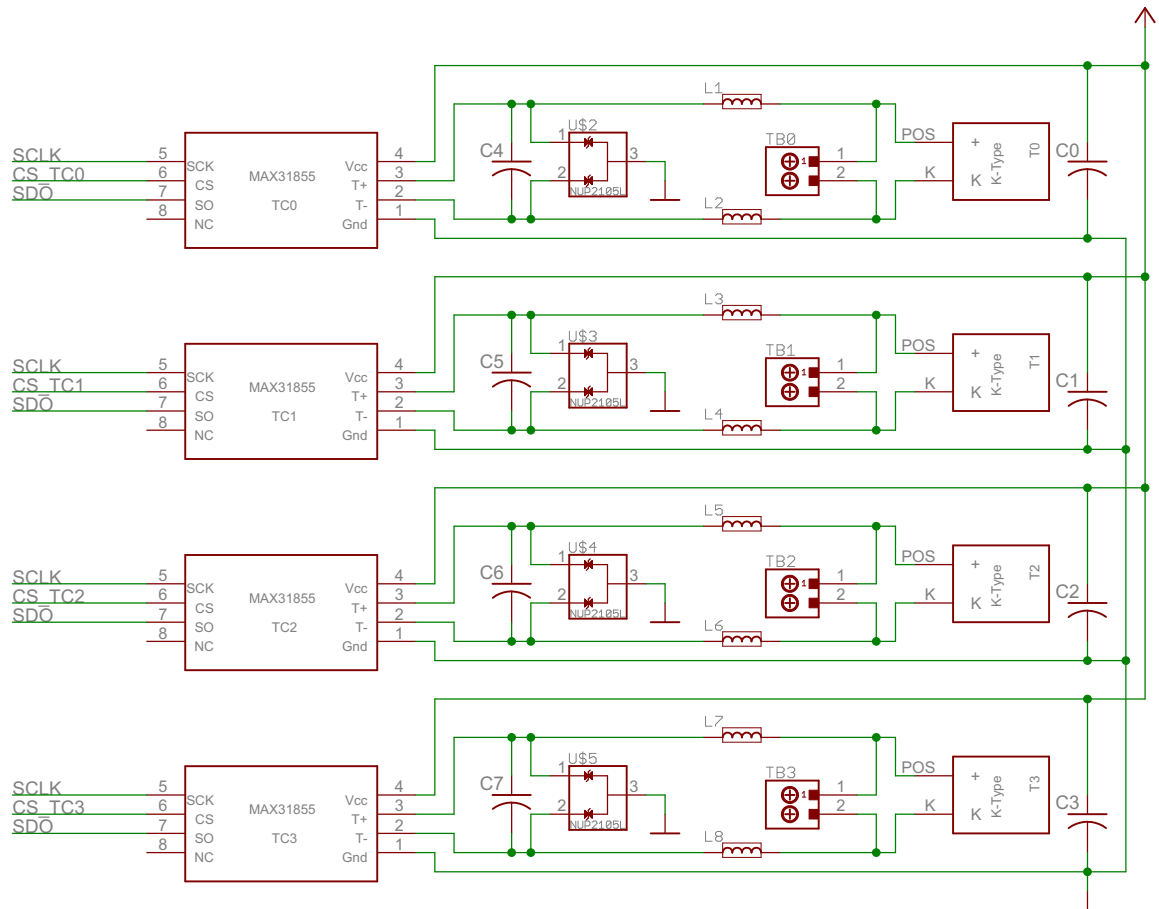 L1
U$2
SCLK 5 SCK MAX31855 Vcc 4 C4 1 3 TB0 1 1 POS + K-Type T0 C0
CS_TC0 6 CS T+ 3 2 2 K K
SDO 7 SO TC0 T- 2 NUP2105L
8 NC Gnd 1 L2
L3
U$3
SCLK 5 SCK MAX31855 Vcc 4 C5 1 3 TB1 1 1 POS + K-Type T1 C1
CS_TC1 6 CS T+ 3 2 2 K K
SDO 7 SO TC1 T- 2 NUP2105L
8 NC Gnd 1 L4
L5
U$4
SCLK 5 SCK MAX31855 Vcc 4 C6 1 3 TB2 1 1 POS + K-Type T2 C2
CS_TC2 6 CS T+ 3 2 2 K K
SDO 7 SO TC2 T- 2 NUP2105L
8 NC Gnd 1 L6
L7
U$5
SCLK 5 SCK MAX31855 Vcc 4 C7 1 3 TB3 1 1 POS + K-Type T3 C3
CS_TC3 6 CS T+ 3 2 2 K K
SDO 7 SO TC3 T- 2 NUP2105L
8 NC Gnd 1 L8